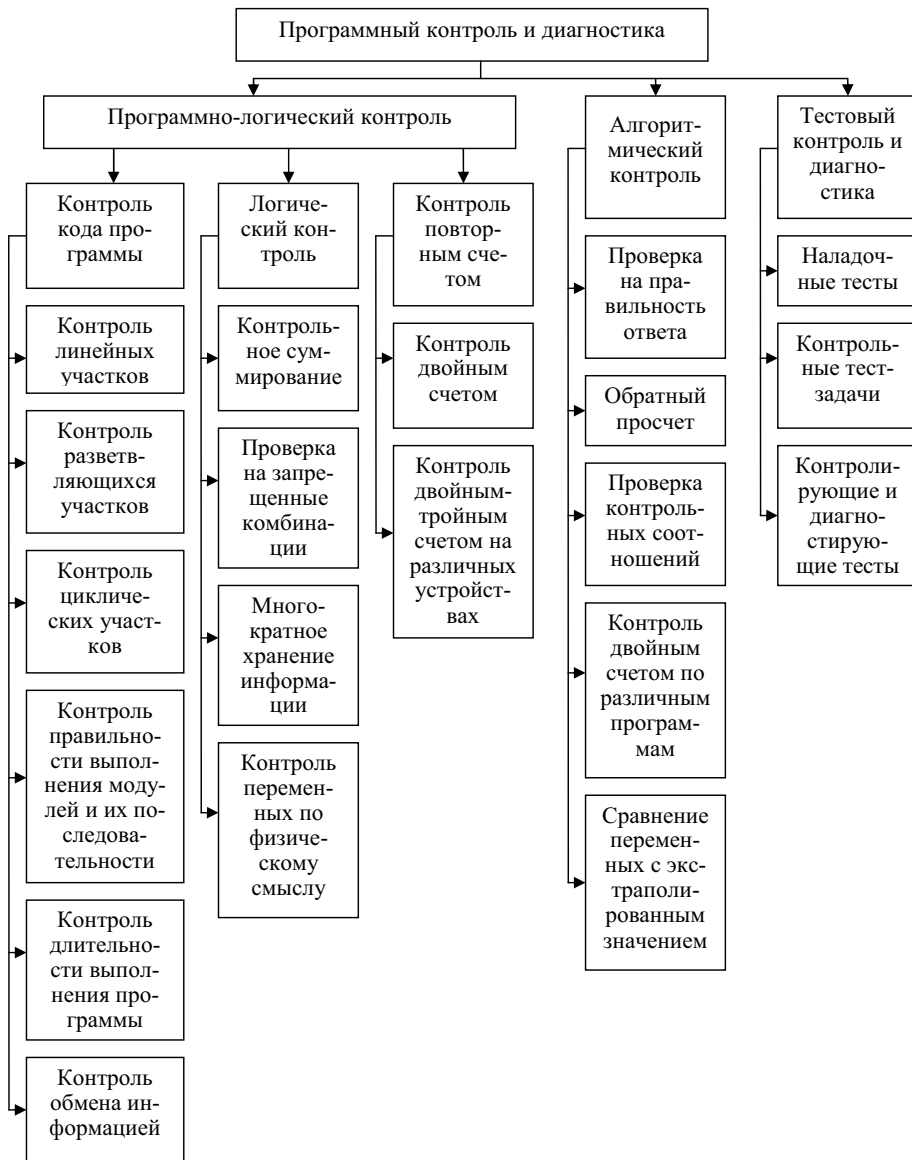 Программный контроль и диагностика
Программно-логический контроль
Контроль
кода про-
граммы
Контроль
линейных
участков
Контроль
разветв-
ляющихся
участков
Контроль
цикличе-
ских участ-
ков
Контроль
правильно-
сти выпол-
нения моду-
лей и их по-
следова-
тельности
Контроль
длительно-
сти выпол-
нения про-
граммы
Контроль
обмена ин-
формацией
Логиче-
ский кон-
троль
Контроль-
ное сум-
мирование
Проверка
на запре-
щенные
комбина-
ции
Много-
кратное
хранение
информа-
ции
Контроль
переменных по
физиче-
скому
смыслу
Контроль
повтор-
ным сче-
том
Контроль
двойным
счетом
Контроль
двойным-
тройным
счетом на
различных
устройст-
вах
Алгорит-
мический
контроль
Проверка
на пра-
вильность
ответа
Обратный
просчет
Проверка
контроль-
ных соот-
ношений
Контроль
двойным
счетом по
различным
програм-
мам
Сравнение
перемен-
ных с экс-
траполи-
рованным
значением
Тестовый
контроль и
диагно-
стика
Наладоч-
ные тесты
Контроль-
ные тест-
задачи
Контроли-
рующие и
диагно-
стирую-
щие тесты